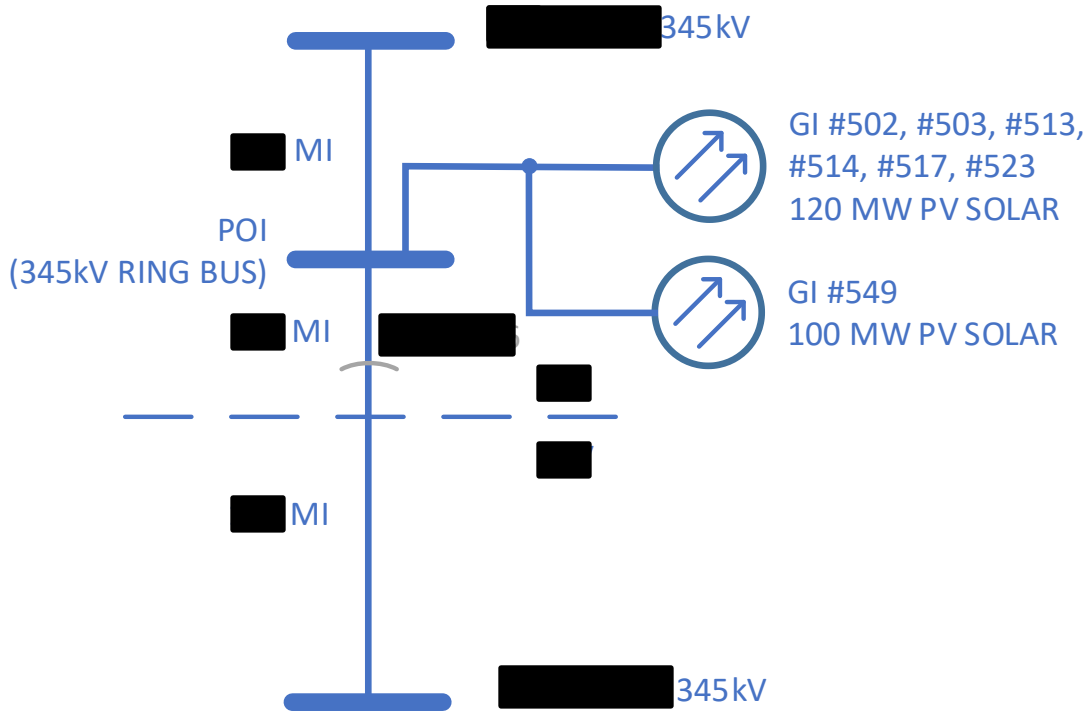 345kV
GI #502, #503, #513,
#514, #517, #523
120 MW PV SOLAR
MI
POI
(345kV RING BUS)
GI #549
100 MW PV SOLAR
MI
MI
345kV